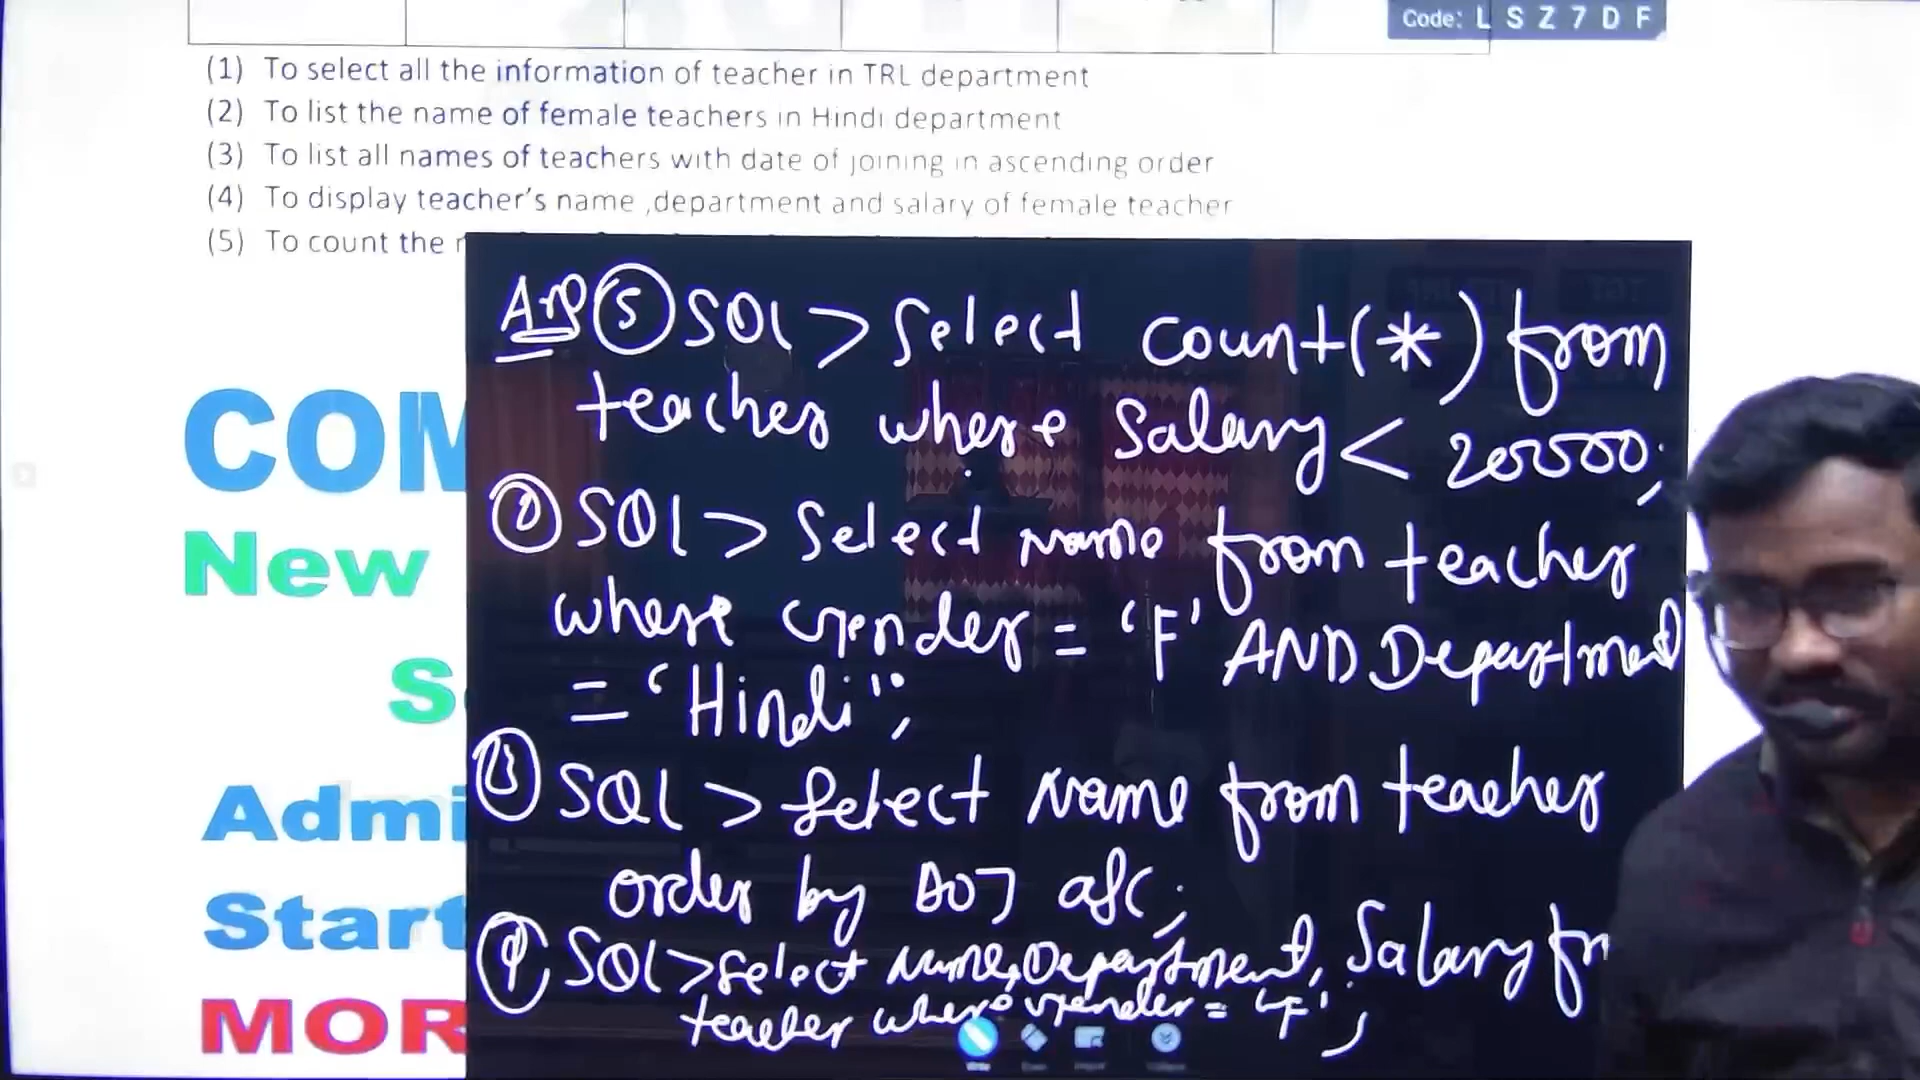 Code: L S Z 7 D F
(1) To select all the information of teacher in TRL department
(2) To list the name of female teachers in Hindi department
(3) To list all names of teachers with date of joining in ascending order
(4) To display teacher's name ,department and salary of female teacher
(5) To count the
Ans (5) SQL > Select count(*) from
teacher where Salary < 20000;
(2) SQL > Select Name from teacher
where Gender = 'F' AND Department
= 'Hindi';
(3) SQL > Select Name from teacher
order by DOJ asc;
(4) SQL > Select Name, Department, Salary
teacher where Gender = 'F';
COM
New
S
Admi
Start
MOR